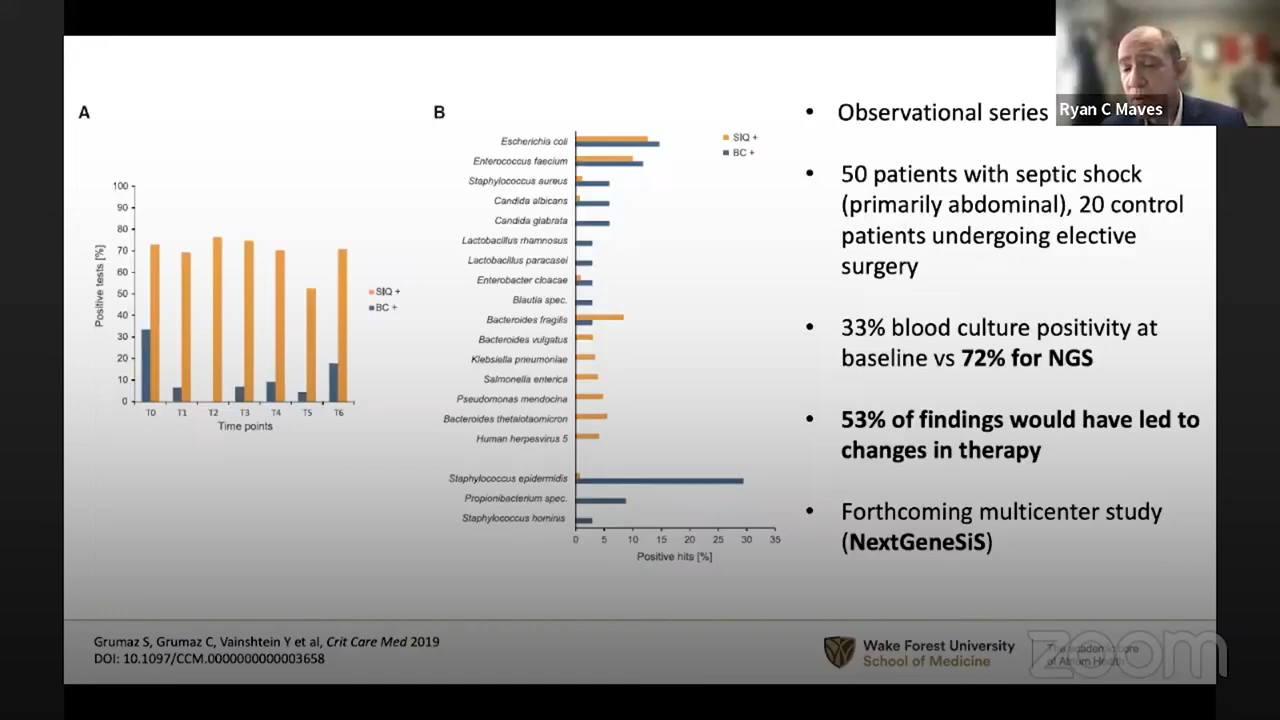 Ryan C Maves
A
Positive tests [%]
100
90
80
70
60
50
40
30
20
10
0
T0 T1 T2 T3 T4 T5 T6
Time points
SIQ +
BC +
B
Escherichia coli
Enterococcus faecium
Staphylococcus aureus
Candida albicans
Candida glabrata
Lactobacillus rhamnosus
Lactobacillus paracasei
Enterobacter cloacae
Blautia spec.
Bacteroides fragilis
Bacteroides vulgatus
Klebsiella pneumoniae
Salmonella enterica
Pseudomonas mendocina
Bacteroides thetaiotaomicron
Human herpesvirus 5
Staphylococcus epidermidis
Propionibacterium spec.
Staphylococcus hominis
0 5 10 15 20 25 30 35
Positive hits [%]
SIQ +
BC +
• Observational series
• 50 patients with septic shock
(primarily abdominal), 20 control
patients undergoing elective
surgery
• 33% blood culture positivity at
baseline vs 72% for NGS
• 53% of findings would have led to
changes in therapy
• Forthcoming multicenter study
(NextGeneSiS)
Grumaz S, Grumaz C, Vainshtein Y et al, Crit Care Med 2019
DOI: 10.1097/CCM.0000000000003658
Wake Forest University
School of Medicine
The academic core
of Atrium Health
zoom